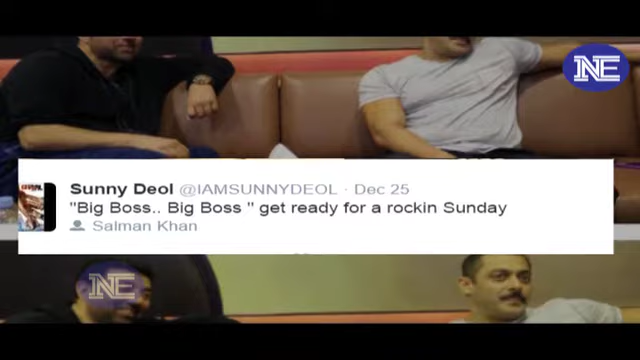 NE
Sunny Deol @IAMSUNNYDEOL · Dec 25
"Big Boss.. Big Boss " get ready for a rockin Sunday
Salman Khan
NE